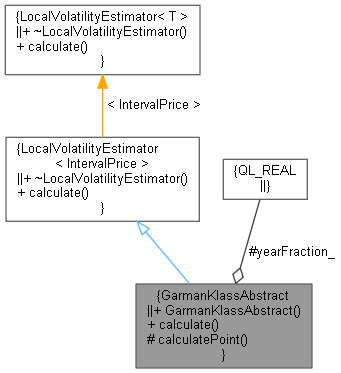 {LocalVolatilityEstimator< T >
||+ ~LocalVolatilityEstimator()
+ calculate()
}
< IntervalPrice >
{LocalVolatilityEstimator
< IntervalPrice >
||+ ~LocalVolatilityEstimator()
+ calculate()
}
{QL_REAL
||}
#yearFraction_
{GarmanKlassAbstract
||+ GarmanKlassAbstract()
+ calculate()
# calculatePoint()
}